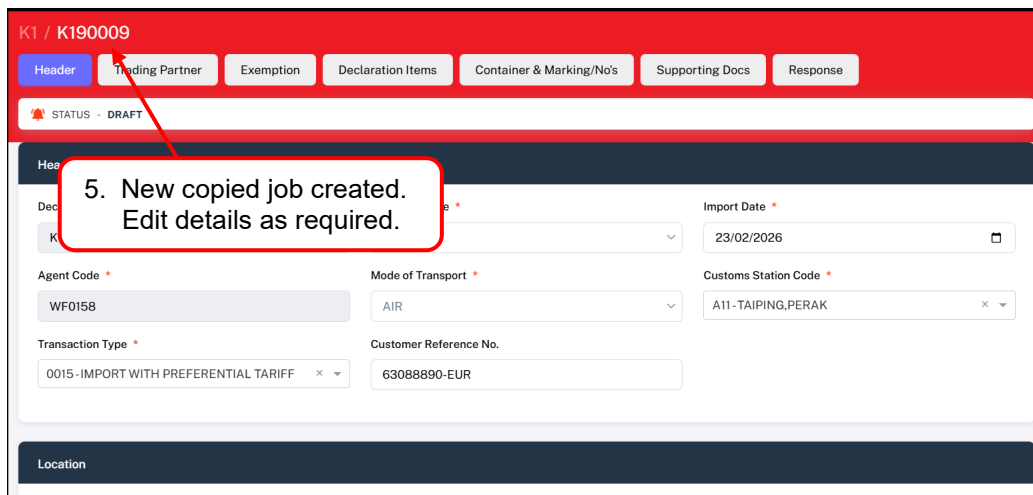 K1 / K190009
Header Trading Partner Exemption Declaration Items Container & Marking/No's Supporting Docs Response
STATUS - DRAFT
5. New copied job created.
Edit details as required.
Import Date *
23/02/2026
Agent Code * Mode of Transport * Customs Station Code *
WF0158 AIR A11 - TAIPING,PERAK
Transaction Type * Customer Reference No.
0015 - IMPORT WITH PREFERENTIAL TARIFF 63088890-EUR
Location